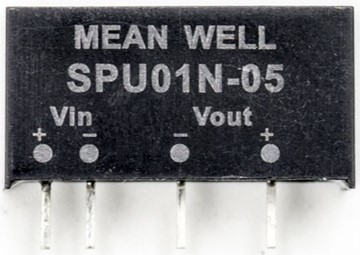 MEAN WELL
SPU01N-05
Vin Vout
+ − − +